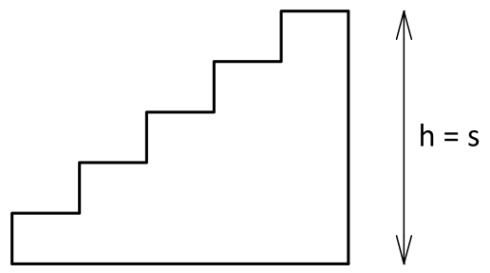 h = s